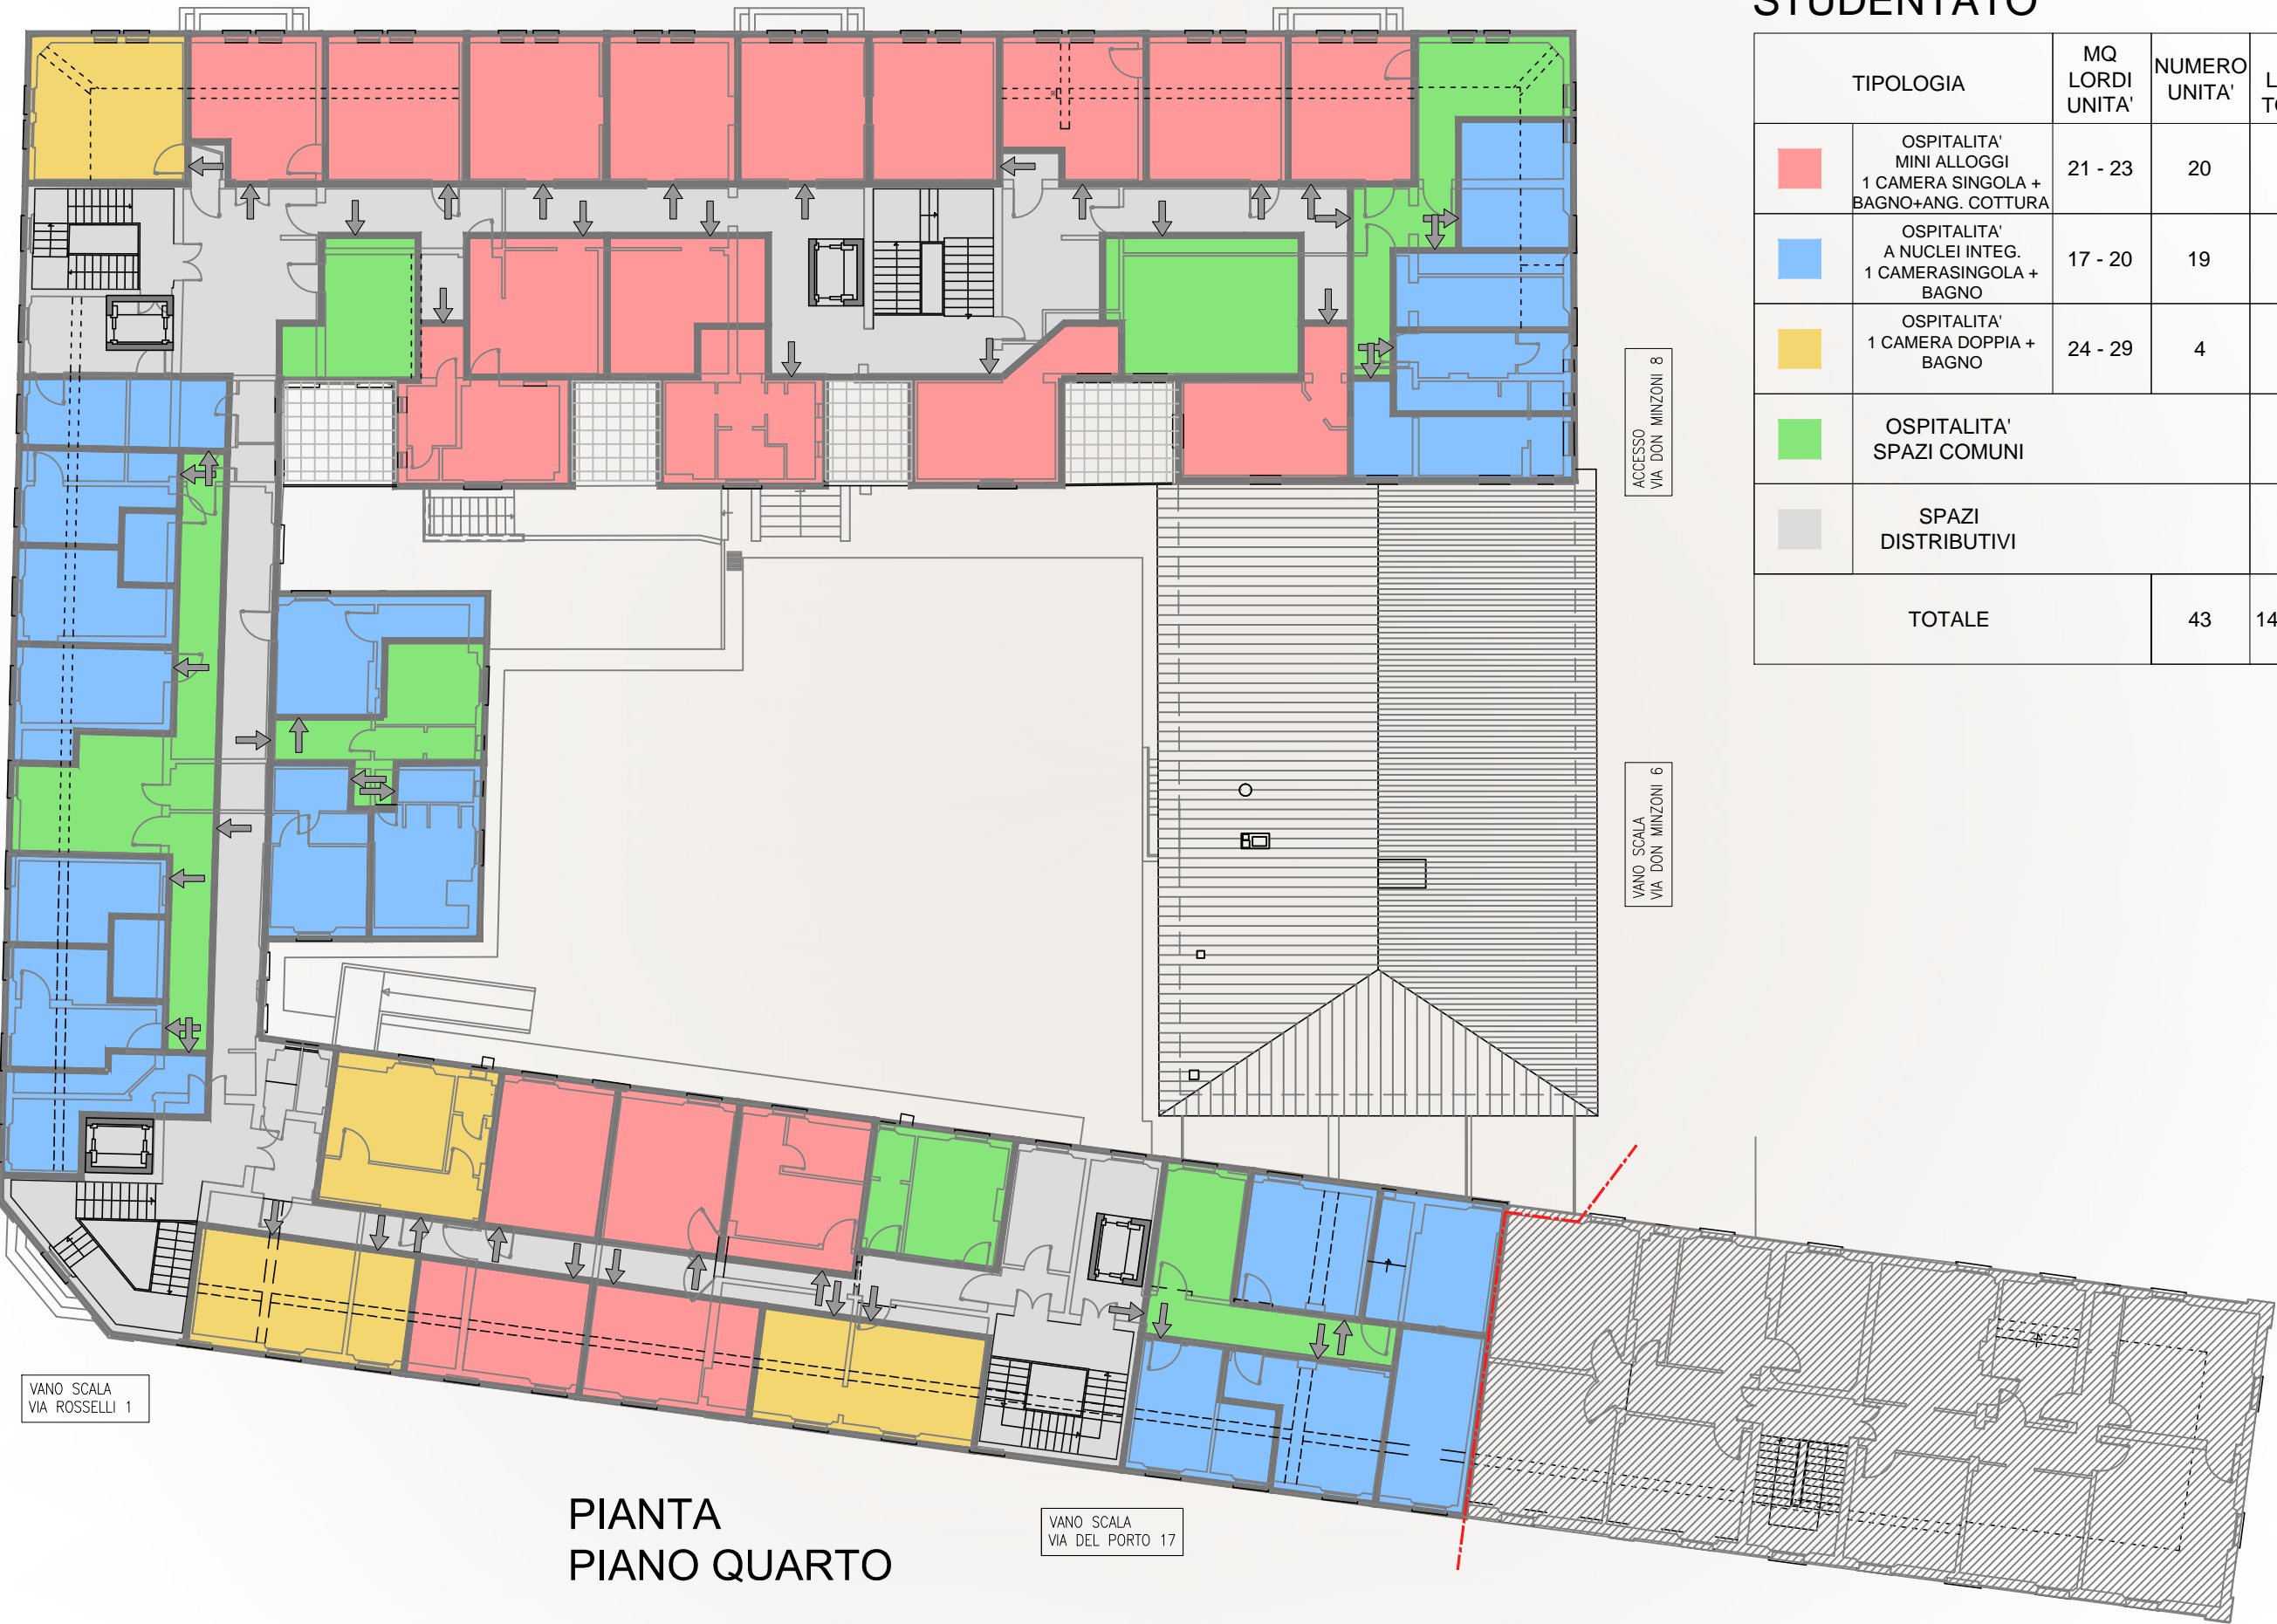 STUDENTATO
TIPOLOGIA
MQ
LORDI
UNITA'
NUMERO
UNITA'
OSPITALITA'
MINI ALLOGGI
1 CAMERA SINGOLA +
BAGNO+ANG. COTTURA
21 - 23
20
OSPITALITA'
A NUCLEI INTEG.
1 CAMERASINGOLA +
BAGNO
17 - 20
19
OSPITALITA'
1 CAMERA DOPPIA +
BAGNO
24 - 29
4
OSPITALITA'
SPAZI COMUNI
SPAZI
DISTRIBUTIVI
TOTALE
43
14
ACCESSO
VIA DON MINZONI 8
VANO SCALA
VIA DON MINZONI 6
VANO SCALA
VIA ROSSELLI 1
PIANTA
PIANO QUARTO
VANO SCALA
VIA DEL PORTO 17